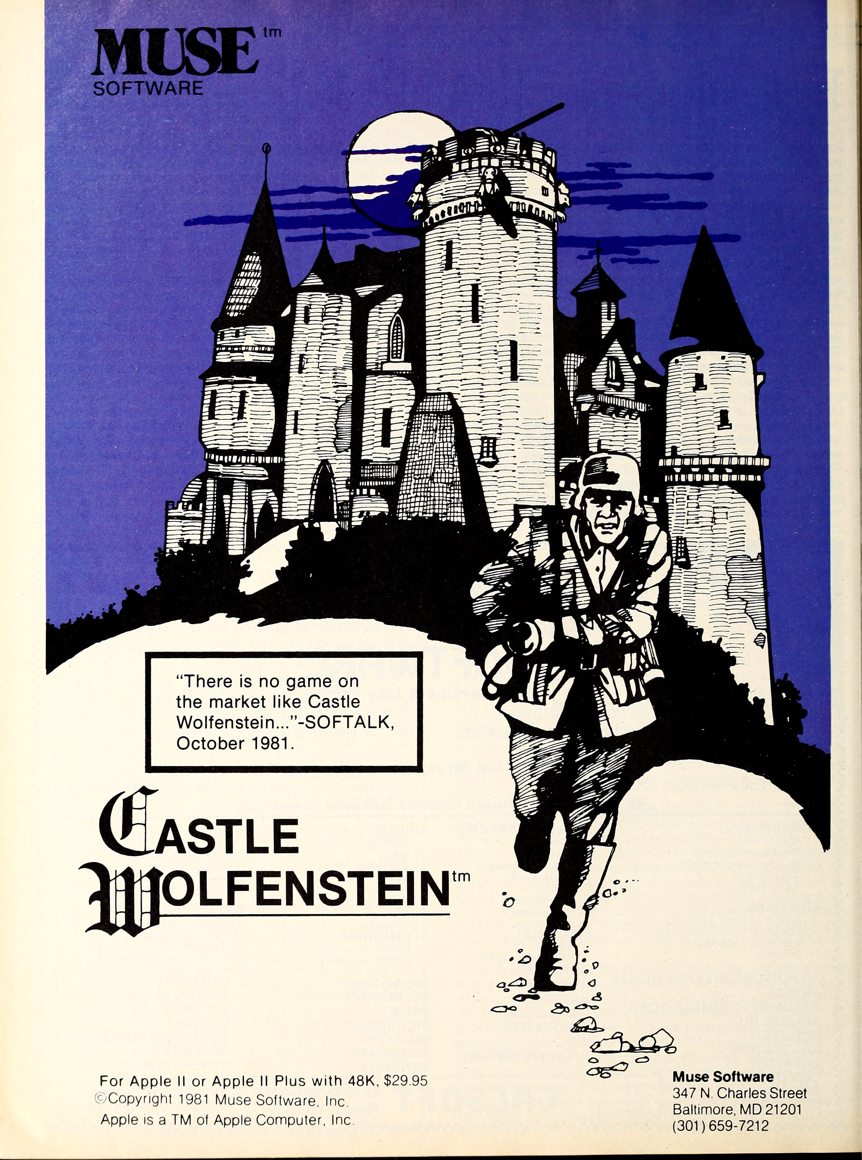 MUSE tm
SOFTWARE
“There is no game on
the market like Castle
Wolfenstein...”-SOFTALK,
October 1981.
CASTLE
WOLFENSTEIN tm
For Apple II or Apple II Plus with 48K, $29.95
©Copyright 1981 Muse Software, Inc.
Apple is a TM of Apple Computer, Inc.
Muse Software
347 N. Charles Street
Baltimore, MD 21201
(301) 659-7212